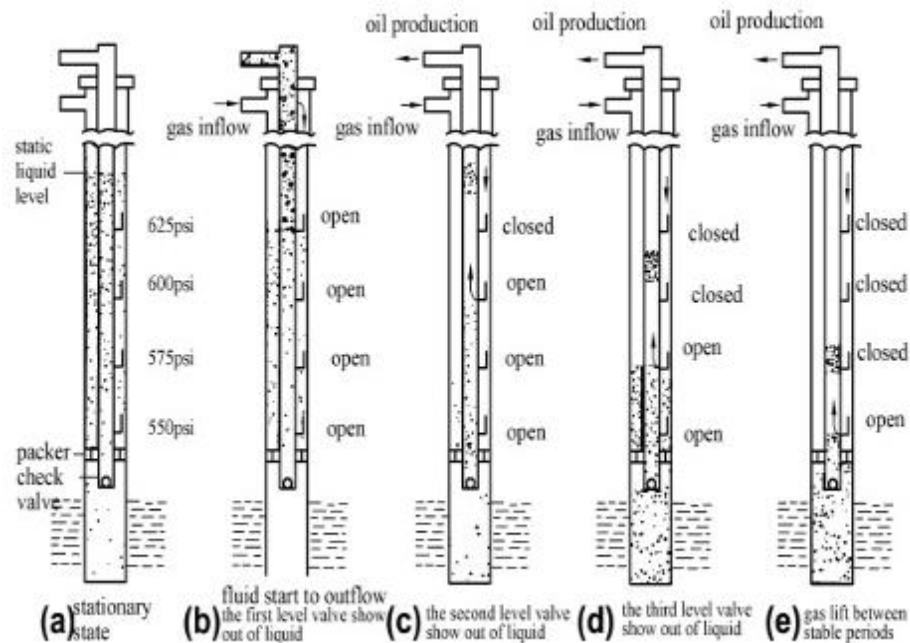 oil production
oil production
oil production
gas inflow
gas inflow
gas inflow
gas inflow
static
liquid
level
625psi
600psi
575psi
550psi
packer
check
valve
open
open
open
open
closed
open
open
open
closed
closed
open
open
closed
closed
closed
open
(a) stationary
state
(b) fluid start to outflow
the first level valve show
out of liquid
(c) the second level valve
show out of liquid
(d) the third level valve
show out of liquid
(e) gas lift between
stable periods